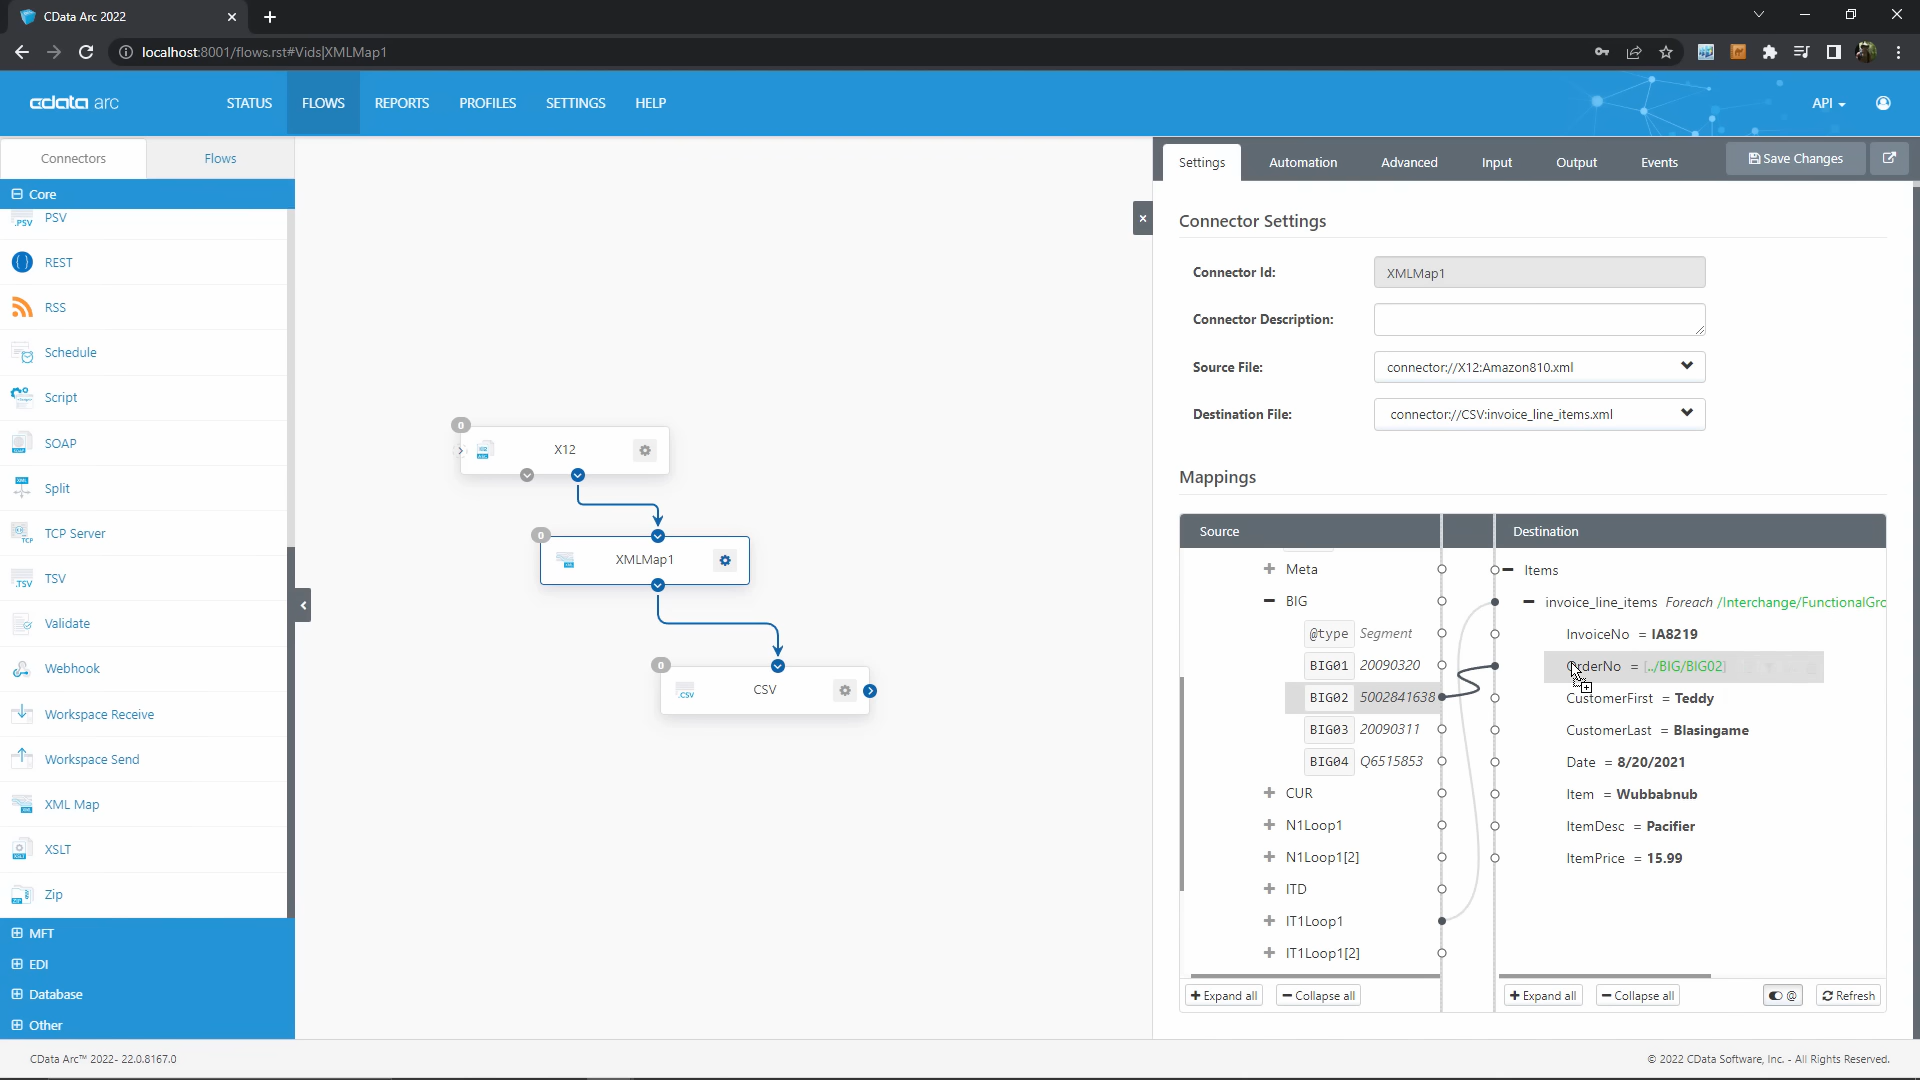 CData Arc 2022
localhost:8001/flows.rst#Vids|XMLMap1
cdata arc
STATUS
FLOWS
REPORTS
PROFILES
SETTINGS
HELP
API
Connectors
Flows
Settings
Automation
Advanced
Input
Output
Events
Save Changes
Core
PSV
REST
RSS
Schedule
Script
SOAP
Split
TCP Server
TSV
Validate
Webhook
Workspace Receive
Workspace Send
XML Map
XSLT
Zip
MFT
EDI
Database
Other
0
X12
0
XMLMap1
0
CSV
Connector Settings
Connector Id:
XMLMap1
Connector Description:
Source File:
connector://X12:Amazon810.xml
Destination File:
connector://CSV:invoice_line_items.xml
Mappings
Source
Destination
Meta
BIG
@type Segment
BIG01 20090320
BIG02 5002841638
BIG03 20090311
BIG04 Q6515853
CUR
N1Loop1
N1Loop1[2]
ITD
IT1Loop1
IT1Loop1[2]
Items
invoice_line_items Foreach /Interchange/FunctionalGro
InvoiceNo = IA8219
OrderNo = [../BIG/BIG02]
CustomerFirst = Teddy
CustomerLast = Blasingame
Date = 8/20/2021
Item = Wubbabnub
ItemDesc = Pacifier
ItemPrice = 15.99
Expand all
Collapse all
Expand all
Collapse all
@
Refresh
CData Arc™ 2022- 22.0.8167.0
© 2022 CData Software, Inc. - All Rights Reserved.